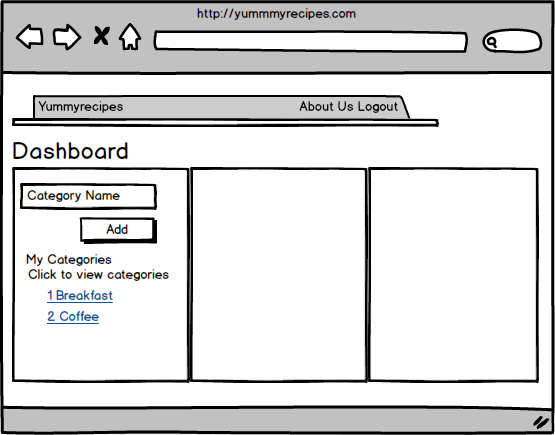 http://yummmyrecipes.com
Yummyrecipes About Us Logout
Dashboard
Category Name
Add
My Categories
Click to view categories
1 Breakfast
2. Coffee